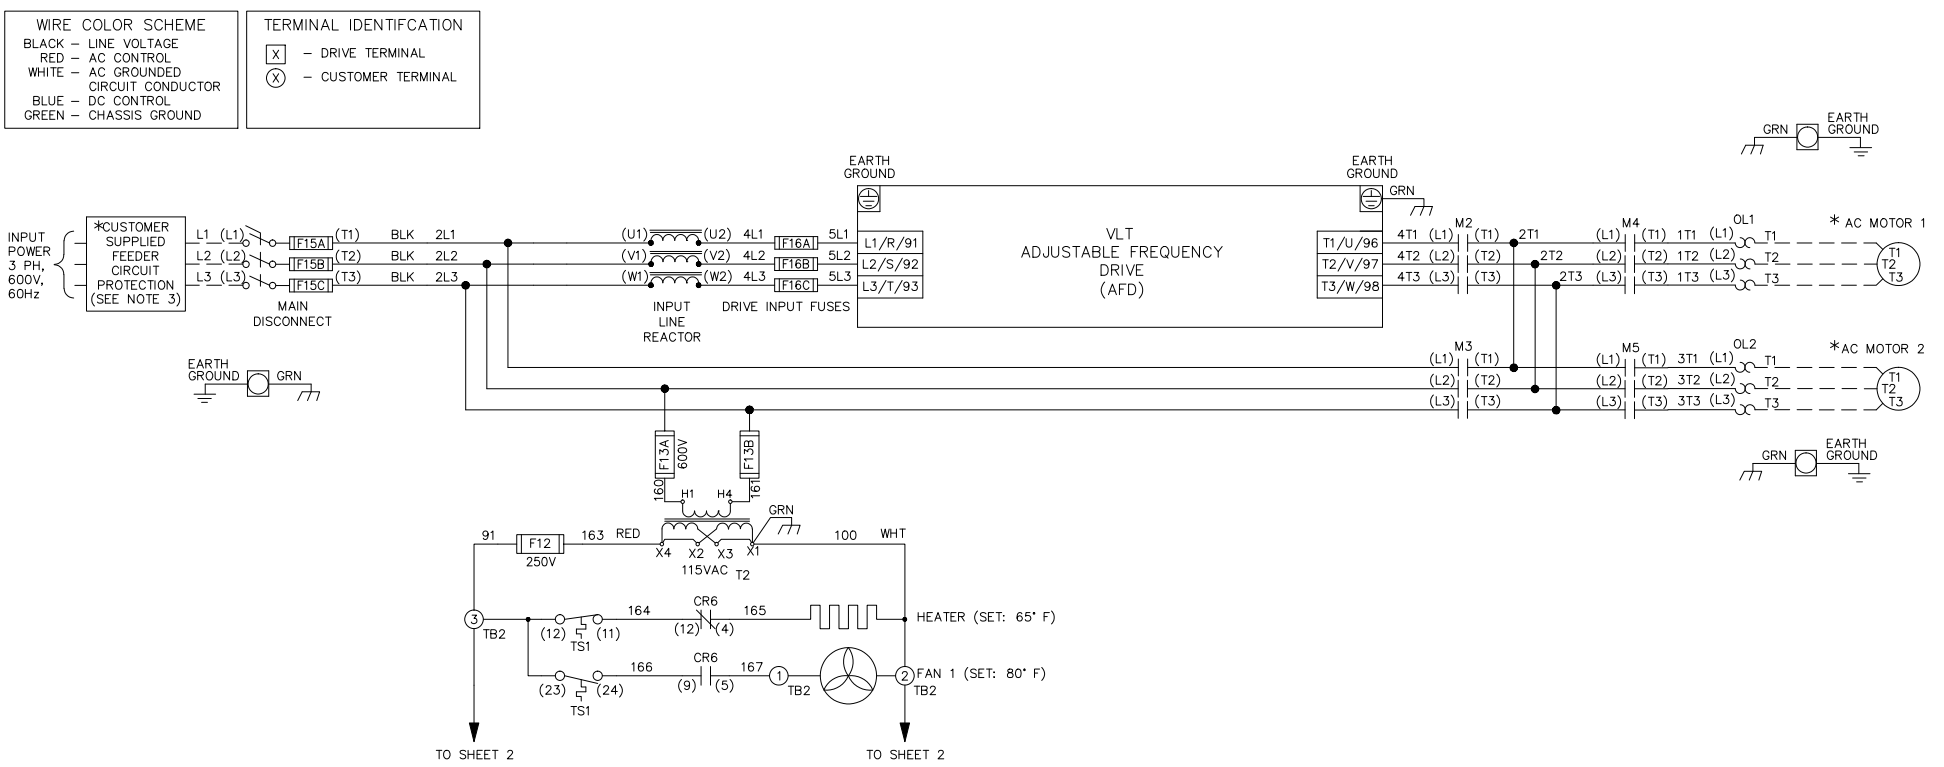 WIRE COLOR SCHEME
BLACK – LINE VOLTAGE
RED – AC CONTROL
WHITE – AC GROUNDED
CIRCUIT CONDUCTOR
BLUE – DC CONTROL
GREEN – CHASSIS GROUND
TERMINAL IDENTIFCATION
X – DRIVE TERMINAL
X – CUSTOMER TERMINAL
INPUT
POWER
3 PH,
600V,
60Hz
*CUSTOMER
SUPPLIED
FEEDER
CIRCUIT
PROTECTION
(SEE NOTE 3)
L1 (L1) F15A (T1) BLK 2L1 (U1) (U2) 4L1 F16A 5L1
L2 (L2) F15B (T2) BLK 2L2 (V1) (V2) 4L2 F16B 5L2
L3 (L3) F15C (T3) BLK 2L3 (W1) (W2) 4L3 F16C 5L3
MAIN
DISCONNECT
INPUT
LINE
REACTOR
DRIVE INPUT FUSES
EARTH
GROUND
L1/R/91
L2/S/92
L3/T/93
VLT
ADJUSTABLE FREQUENCY
DRIVE
(AFD)
EARTH
GROUND
GRN
T1/U/96
T2/V/97
T3/W/98
M2 M4 OL1
4T1 (L1) (T1) 2T1 (L1) (T1) 1T1 (L1) T1
4T2 (L2) (T2) 2T2 (L2) (T2) 1T2 (L2) T2
4T3 (L3) (T3) 2T3 (L3) (T3) 1T3 (L3) T3
* AC MOTOR 1
T1
T2
T3
GRN
EARTH
GROUND
M3 M5 OL2
(L1) (T1) (L1) (T1) 3T1 (L1) T1
(L2) (T2) (L2) (T2) 3T2 (L2) T2
(L3) (T3) (L3) (T3) 3T3 (L3) T3
*AC MOTOR 2
T1
T2
T3
GRN
EARTH
GROUND
EARTH
GROUND
GRN
F13A
600V
F13B
160
161
H1 H4
GRN
91 F12 163 RED
250V
X4 X2 X3 X1
100 WHT
115VAC T2
3
TB2
(12) (11)
TS1
164
CR6
(12) (4)
165
HEATER (SET: 65° F)
(23) (24)
TS1
166
CR6
(9) (5)
167
1
TB2
2
TB2
FAN 1 (SET: 80° F)
TO SHEET 2
TO SHEET 2